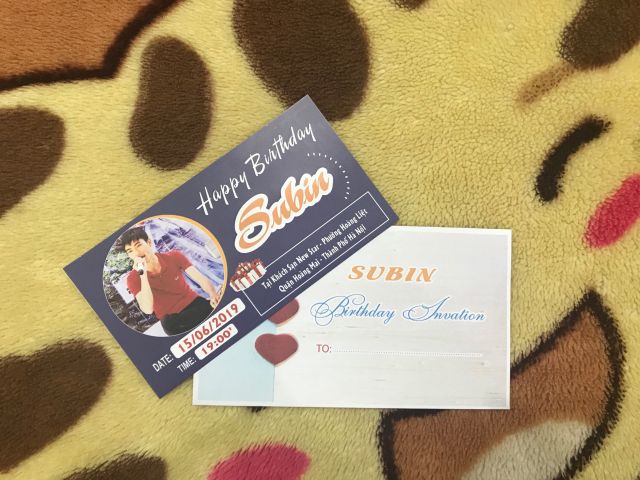 Happy Birthday
Subin
Tại Khách Sạn New Star - Phường Hoàng Liệt
Quận Hoàng Mai - Thành Phố Hà Nội
DATE: 15/06/2019
TIME: 19:00'
SUBIN
Birthday Invation
TO: